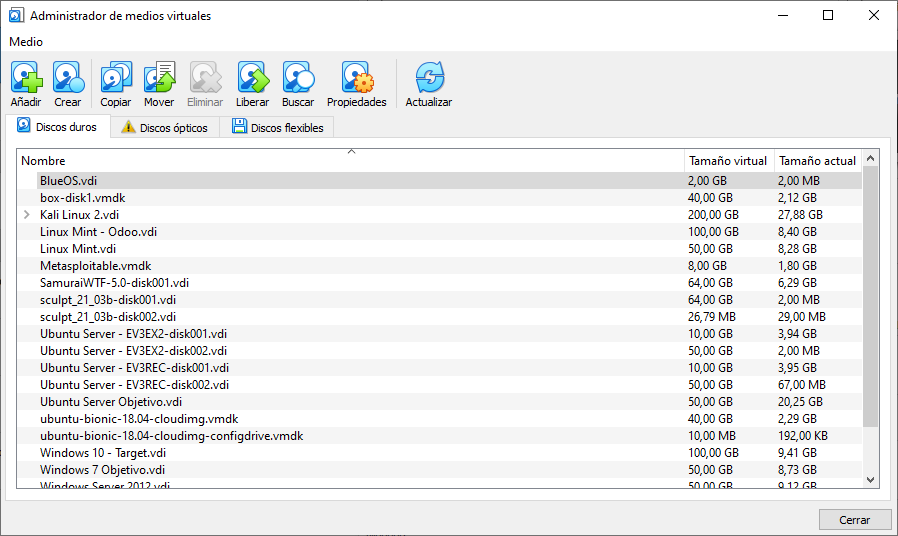 Administrador de medios virtuales
Medio
Añadir Crear Copiar Mover Eliminar Liberar Buscar Propiedades Actualizar
Discos duros Discos ópticos Discos flexibles
Nombre Tamaño virtual Tamaño actual
BlueOS.vdi 2,00 GB 2,00 MB
box-disk1.vmdk 40,00 GB 2,12 GB
Kali Linux 2.vdi 200,00 GB 27,88 GB
Linux Mint - Odoo.vdi 100,00 GB 8,40 GB
Linux Mint.vdi 50,00 GB 8,28 GB
Metasploitable.vmdk 8,00 GB 1,80 GB
SamuraiWTF-5.0-disk001.vdi 64,00 GB 6,29 GB
sculpt_21_03b-disk001.vdi 64,00 GB 2,00 MB
sculpt_21_03b-disk002.vdi 26,79 MB 29,00 MB
Ubuntu Server - EV3EX2-disk001.vdi 10,00 GB 3,94 GB
Ubuntu Server - EV3EX2-disk002.vdi 50,00 GB 2,00 MB
Ubuntu Server - EV3REC-disk001.vdi 10,00 GB 3,95 GB
Ubuntu Server - EV3REC-disk002.vdi 50,00 GB 67,00 MB
Ubuntu Server Objetivo.vdi 50,00 GB 20,25 GB
ubuntu-bionic-18.04-cloudimg.vmdk 40,00 GB 2,29 GB
ubuntu-bionic-18.04-cloudimg-configdrive.vmdk 10,00 MB 192,00 KB
Windows 10 - Target.vdi 100,00 GB 9,41 GB
Windows 7 Objetivo.vdi 50,00 GB 8,73 GB
Windows Server 2012.vdi 50,00 GB 9,12 GB
Cerrar